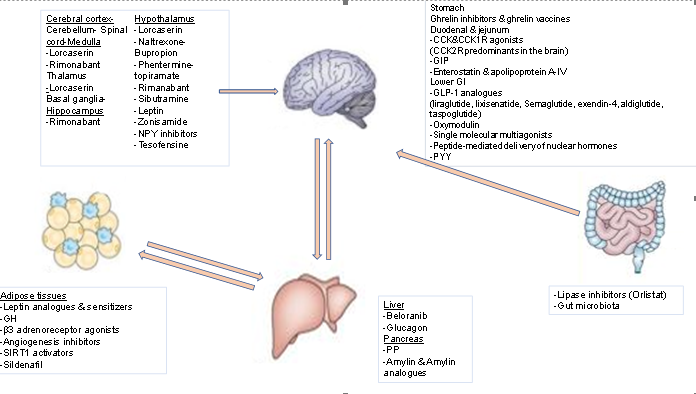 Cerebral cortex-
Cerebellum- Spinal
cord-Medulla
-Lorcaserin
-Rimonabant
Thalamus
-Lorcaserin
Basal ganglia-
Hippocampus
-Rimonabant
Hypothalamus
-Lorcaserin
-Naltrexone-
Bupropion
-Phentermine-
topiramate
-Rimanabant
-Sibutramine
-Leptin
-Zonisamide
-NPY inhibitors
-Tesofensine
Stomach
Ghrelin inhibitors & ghrelin vaccines
Duodenal & jejunum
-CCK&CCK1R agonists
(CCK2R predominants in the brain)
-GIP
-Enterostatin & apolipoprotein A-IV
Lower GI
-GLP-1 analogues
(liraglutide, lixisenatide, Semaglutide, exendin-4, aldiglutide,
taspoglutide)
-Oxymodulin
-Single molecular multiagonists
-Peptide-mediated delivery of nuclear hormones
-PYY
Adipose tissues
-Leptin analogues & sensitizers
-GH
-β3 adrenoreceptor agonists
-Angiogenesis inhibitors
-SIRT1 activators
-Sildenafil
Liver
-Beloranib
-Glucagon
Pancreas
-PP
-Amylin & Amylin
analogues
-Lipase inhibitors (Orlistat)
-Gut microbiota